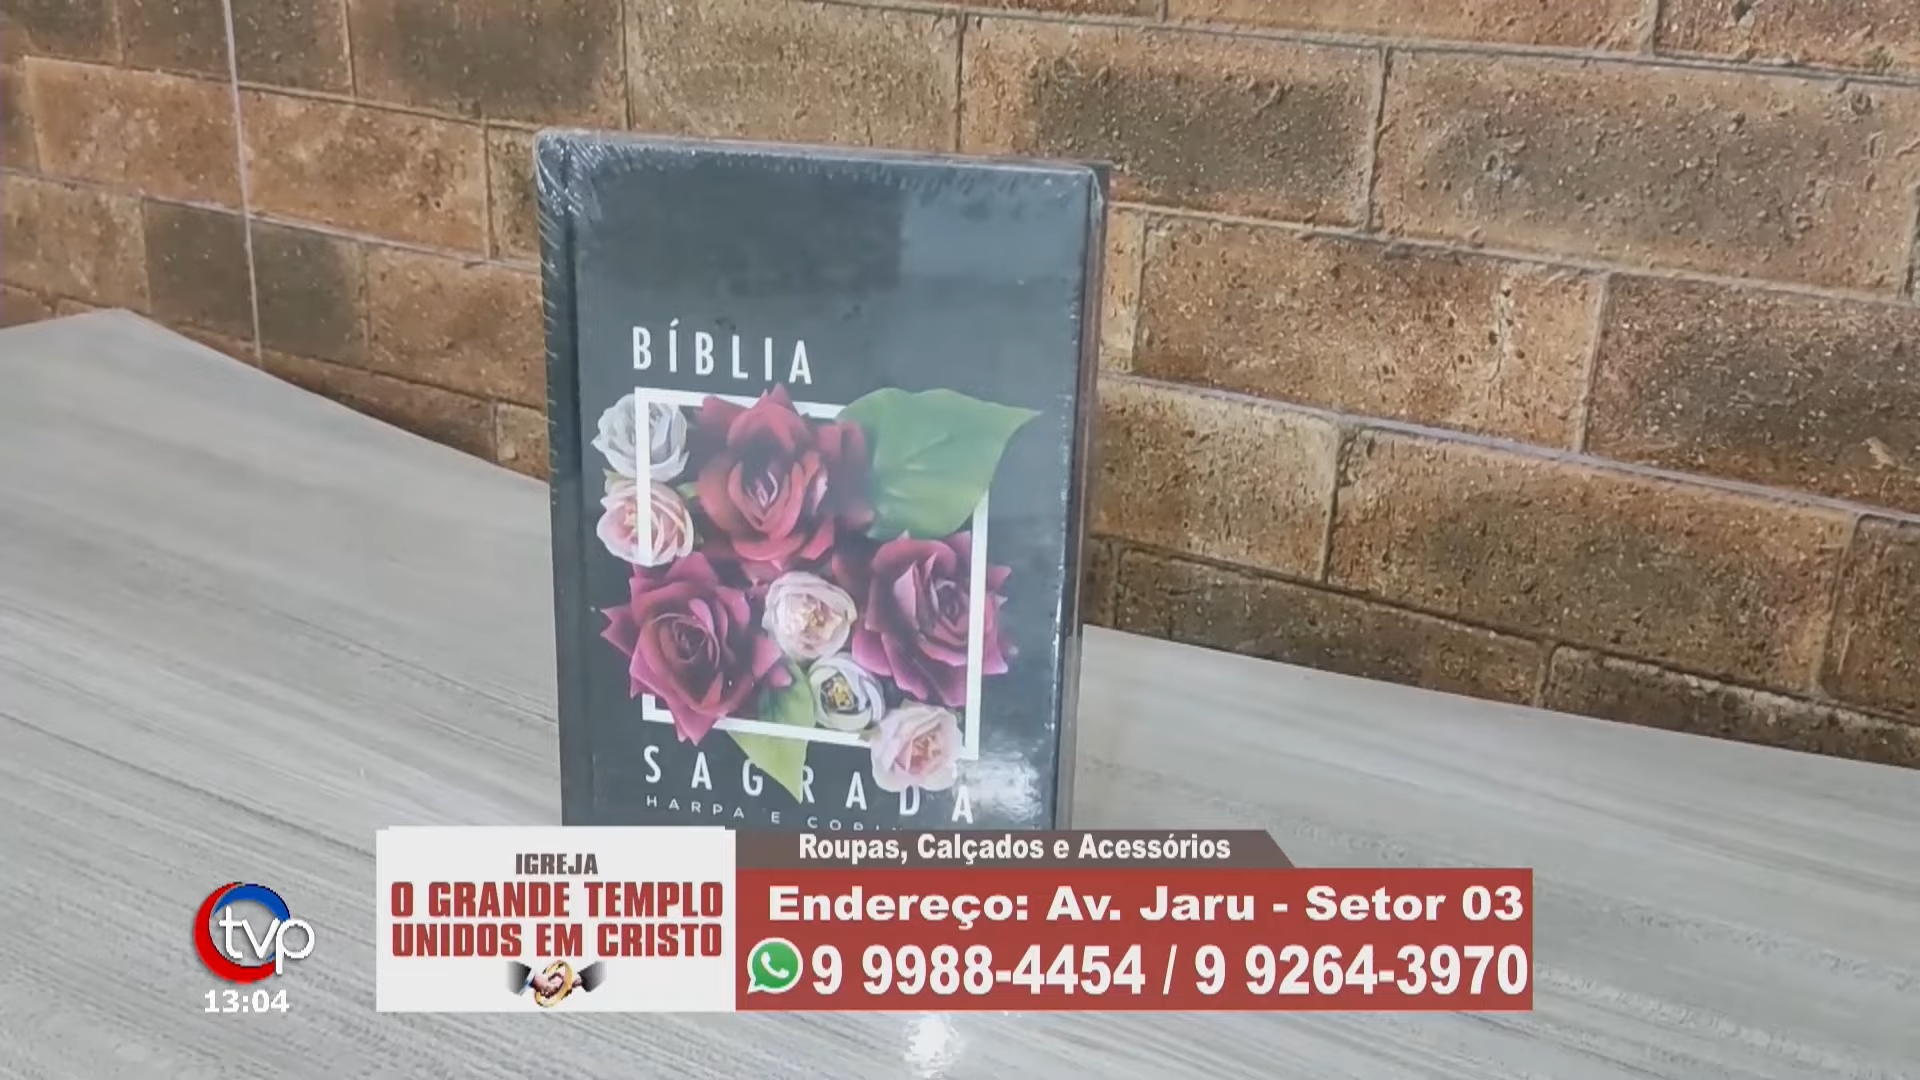 BÍBLIA
SAGRADA
HARPA E
Roupas, Calçados e Acessórios
IGREJA
O GRANDE TEMPLO
UNIDOS EM CRISTO
Endereço: Av. Jaru - Setor 03
9 9988-4454 / 9 9264-3970
tvp
13:04